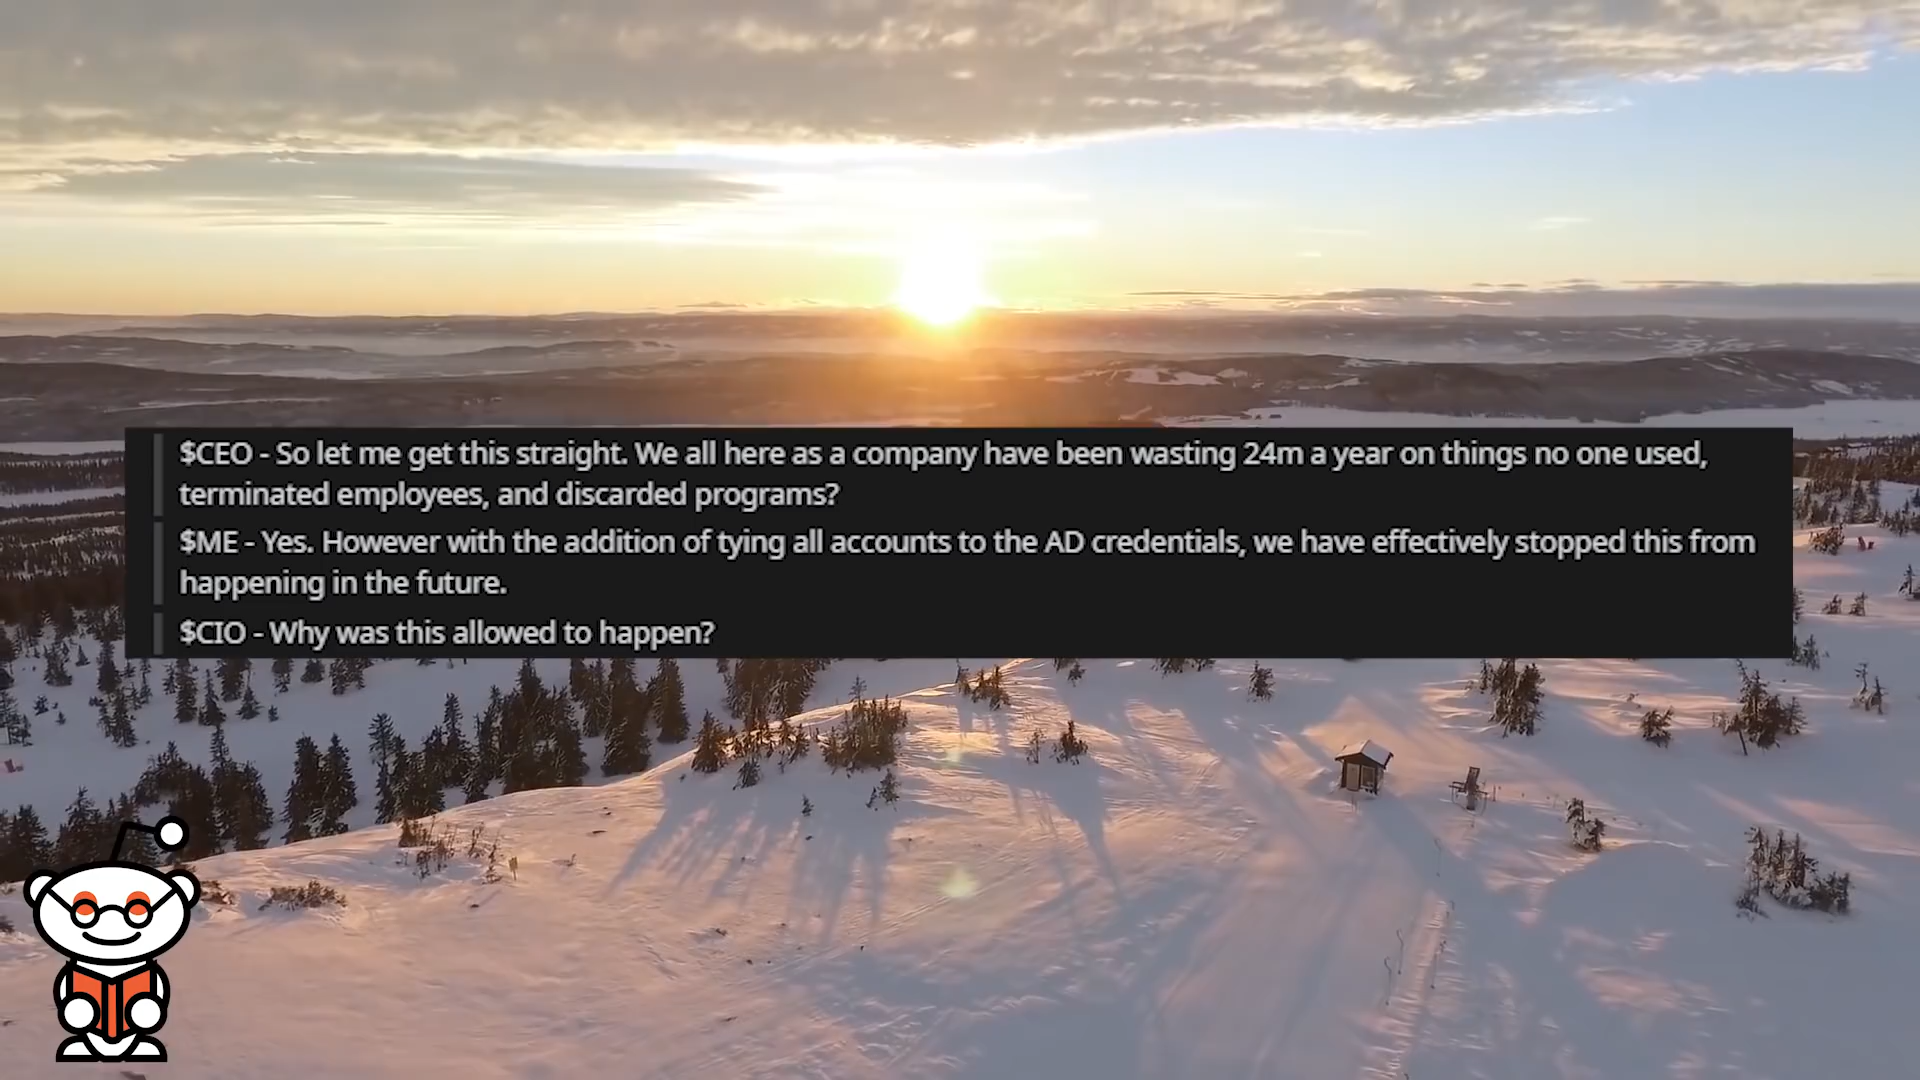 $CEO - So let me get this straight. We all here as a company have been wasting 24m a year on things no one used,
terminated employees, and discarded programs?
$ME - Yes. However with the addition of tying all accounts to the AD credentials, we have effectively stopped this from
happening in the future.
$CIO - Why was this allowed to happen?